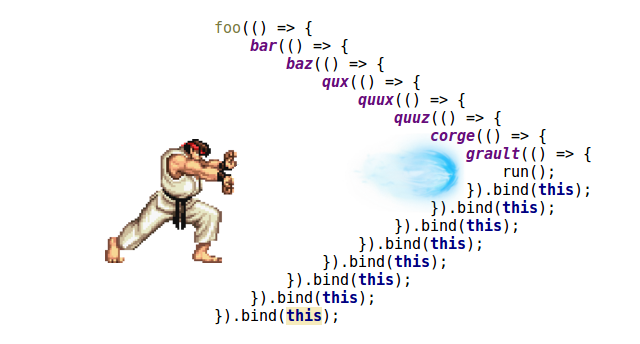 foo(() => {
    bar(() => {
        baz(() => {
            qux(() => {
                quux(() => {
                    quuz(() => {
                        corge(() => {
                            grault(() => {
                                run();
                            }).bind(this);
                        }).bind(this);
                    }).bind(this);
                }).bind(this);
            }).bind(this);
        }).bind(this);
    }).bind(this);
}).bind(this);